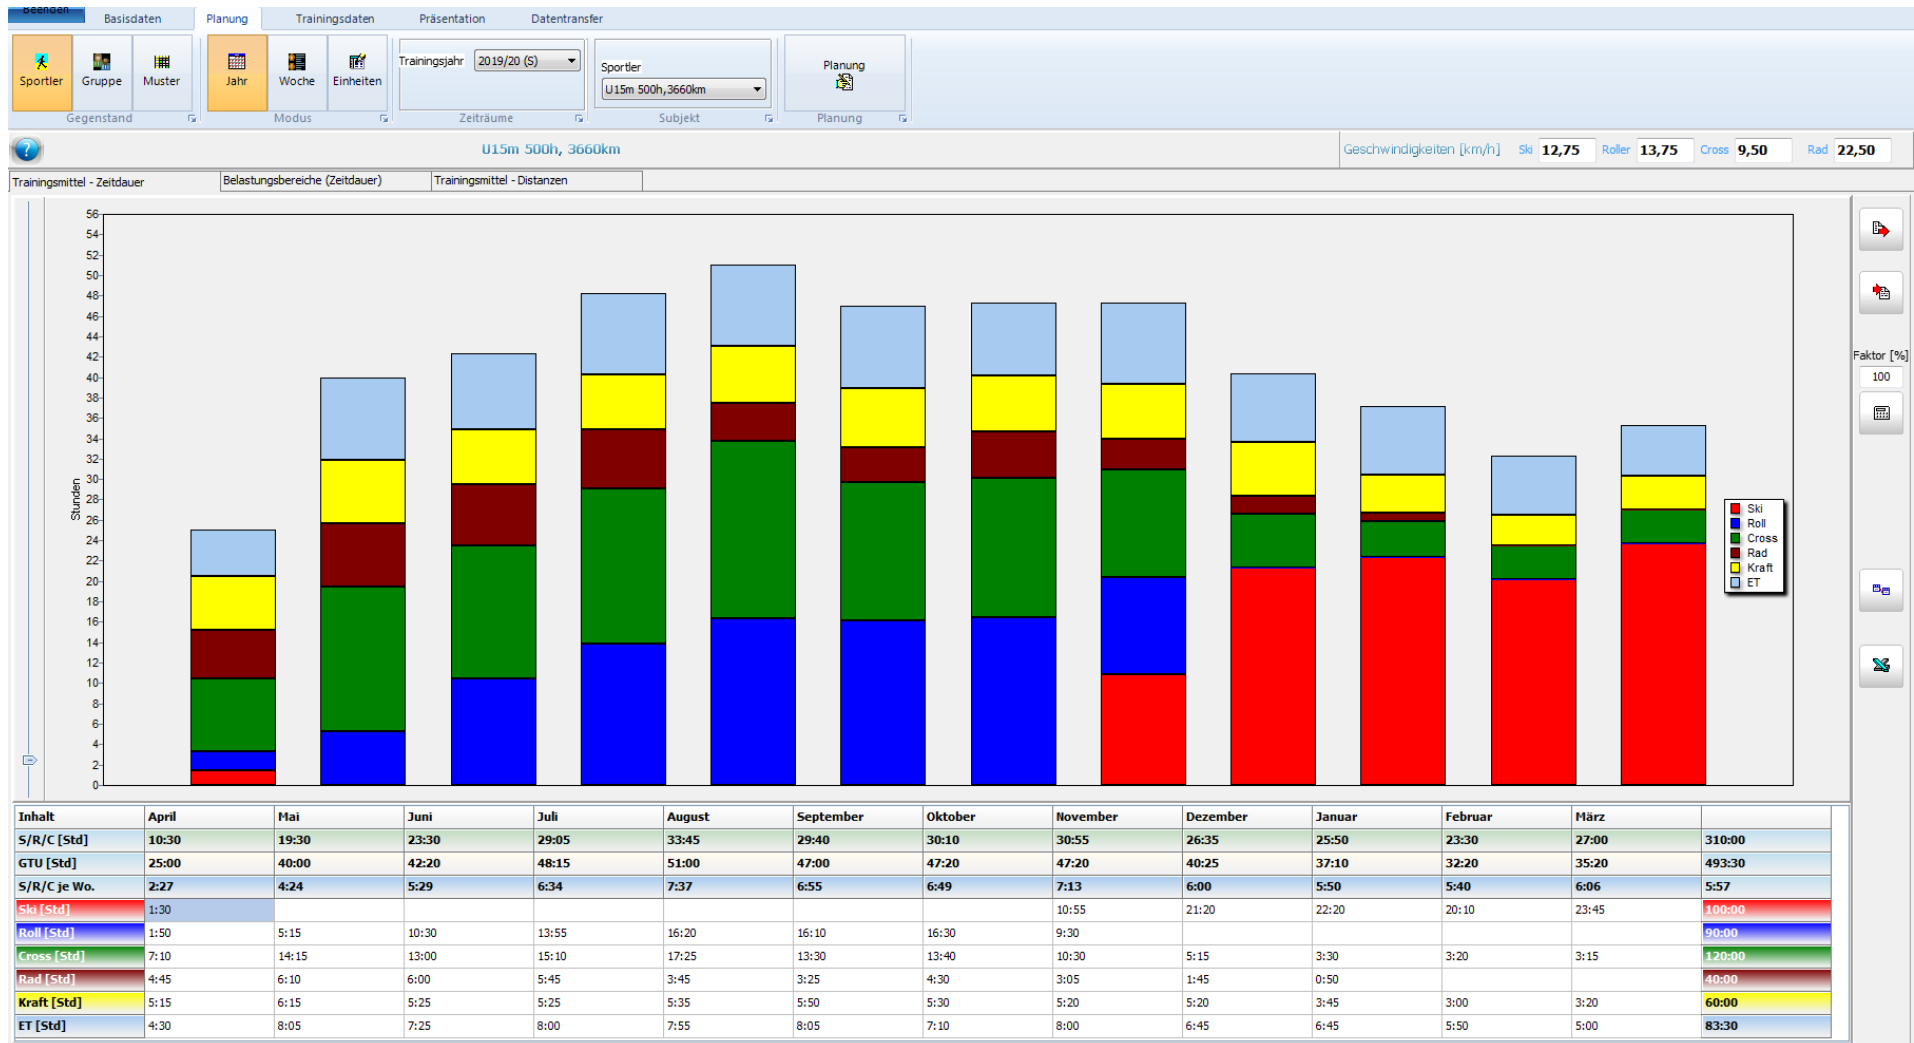 Beenden
Basisdaten Planung Trainingsdaten Präsentation Datentransfer
Sportler Gruppe Muster
Gegenstand
Jahr Woche Einheiten
Modus
Trainingsjahr 2019/20 (S)
Zeiträume
Sportler
U15m 500h,3660km
Subjekt
Planung
Planung
U15m 500h, 3660km
Geschwindigkeiten [km/h] Ski 12,75 Roller 13,75 Cross 9,50 Rad 22,50
Trainingsmittel - Zeitdauer Belastungsbereiche (Zeitdauer) Trainingsmittel - Distanzen
Stunden
56
54
52
50
48
46
44
42
40
38
36
34
32
30
28
26
24
22
20
18
16
14
12
10
8
6
4
2
0
Ski
Roll
Cross
Rad
Kraft
ET
Faktor [%]
100
Inhalt April Mai Juni Juli August September Oktober November Dezember Januar Februar März
S/R/C [Std] 10:30 19:30 23:30 29:05 33:45 29:40 30:10 30:55 26:35 25:50 23:30 27:00 310:00
GTU [Std] 25:00 40:00 42:20 48:15 51:00 47:00 47:20 47:20 40:25 37:10 32:20 35:20 493:30
S/R/C je Wo. 2:27 4:24 5:29 6:34 7:37 6:55 6:49 7:13 6:00 5:50 5:40 6:06 5:57
Ski [Std] 1:30 10:55 21:20 22:20 20:10 23:45 100:00
Roll [Std] 1:50 5:15 10:30 13:55 16:20 16:10 16:30 9:30 90:00
Cross [Std] 7:10 14:15 13:00 15:10 17:25 13:30 13:40 10:30 5:15 3:30 3:20 3:15 120:00
Rad [Std] 4:45 6:10 6:00 5:45 3:45 3:25 4:30 3:05 1:45 0:50 40:00
Kraft [Std] 5:15 6:15 5:25 5:25 5:35 5:50 5:30 5:20 5:20 3:45 3:00 3:20 60:00
ET [Std] 4:30 8:05 7:25 8:00 7:55 8:05 7:10 8:00 6:45 6:45 5:50 5:00 83:30